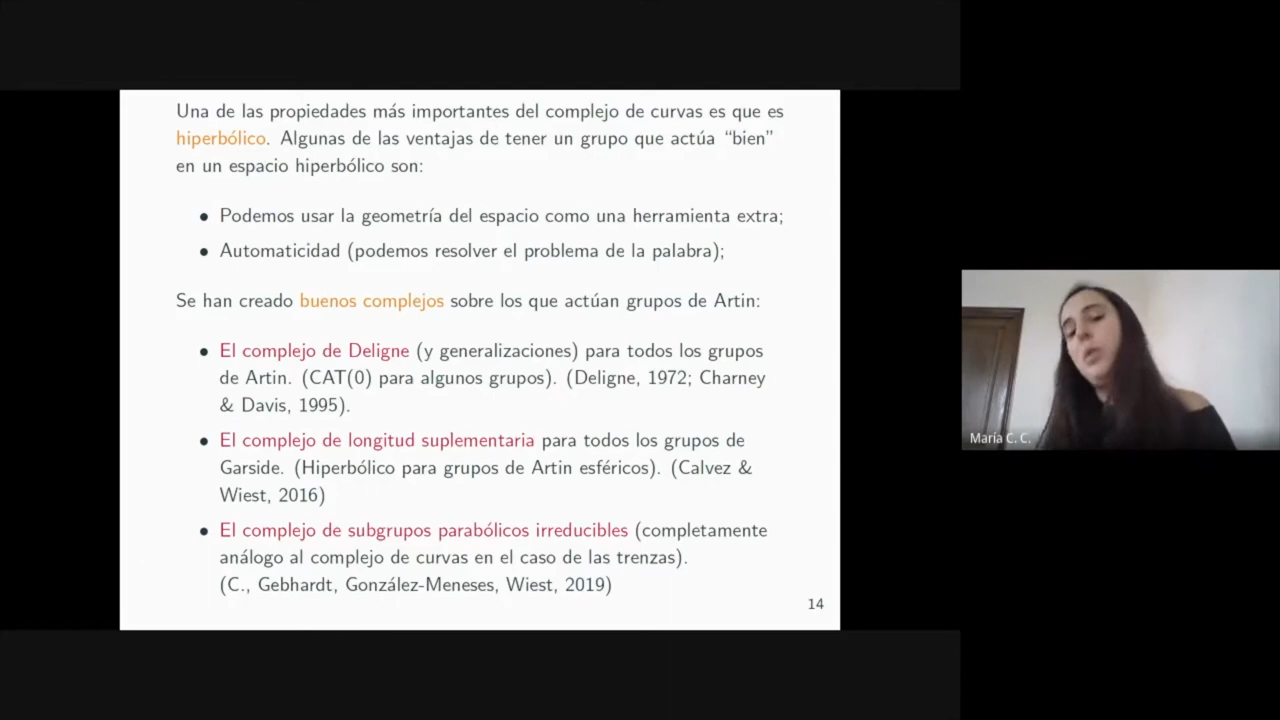 Una de las propiedades más importantes del complejo de curvas es que es
hiperbólico. Algunas de las ventajas de tener un grupo que actúa “bien”
en un espacio hiperbólico son:
• Podemos usar la geometría del espacio como una herramienta extra;
• Automaticidad (podemos resolver el problema de la palabra);
Se han creado buenos complejos sobre los que actúan grupos de Artin:
• El complejo de Deligne (y generalizaciones) para todos los grupos
de Artin. (CAT(0) para algunos grupos). (Deligne, 1972; Charney
& Davis, 1995).
• El complejo de longitud suplementaria para todos los grupos de
Garside. (Hiperbólico para grupos de Artin esféricos). (Calvez &
Wiest, 2016)
• El complejo de subgrupos parabólicos irreducibles (completamente
análogo al complejo de curvas en el caso de las trenzas).
(C., Gebhardt, González-Meneses, Wiest, 2019)
14
María C. C.